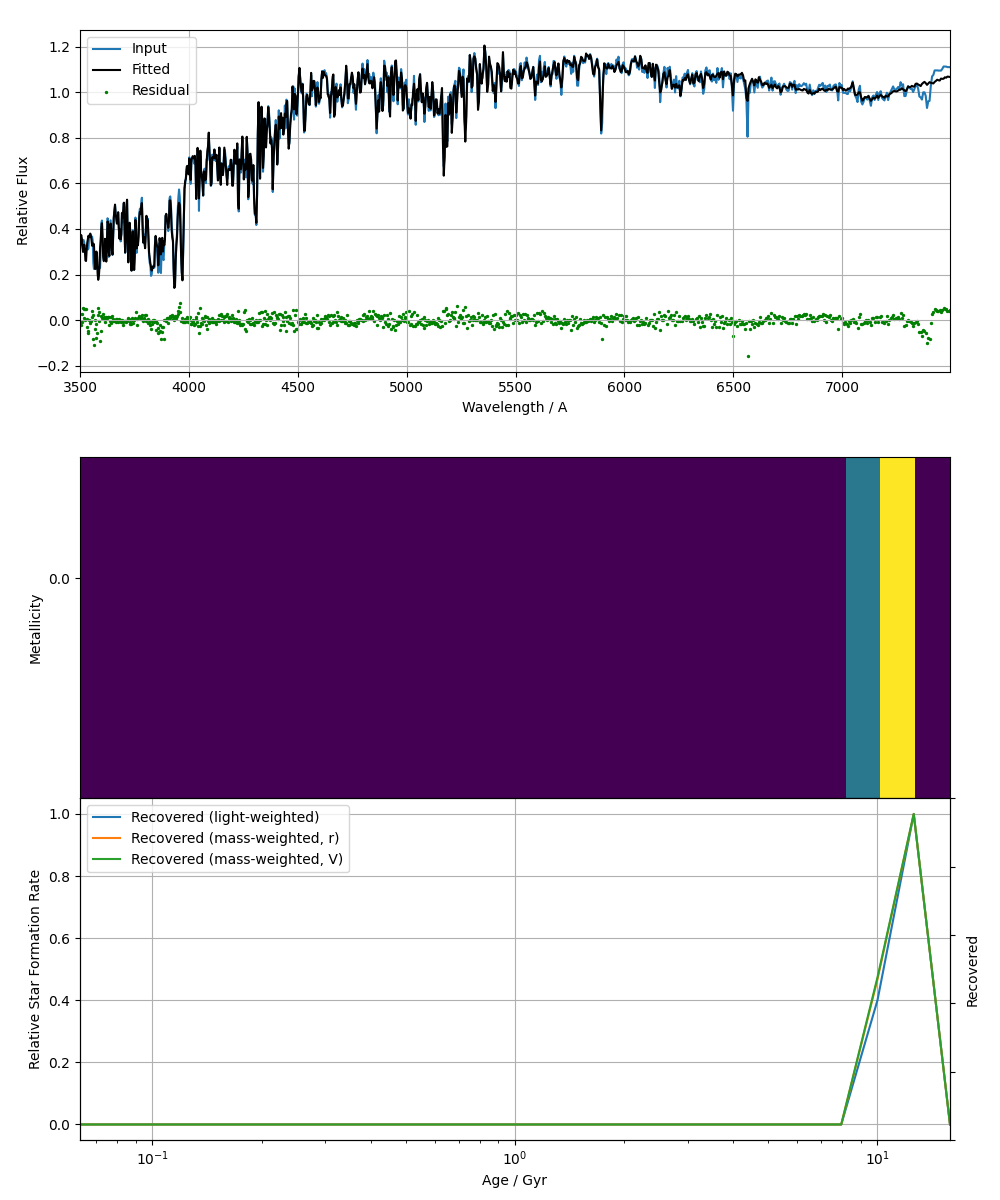 1.2
1.0
0.8
0.6
0.4
0.2
0.0
−0.2
Relative Flux
Input
Fitted
Residual
3500 4000 4500 5000 5500 6000 6500 7000
Wavelength / A
0.0
Metallicity
1.0
0.8
0.6
0.4
0.2
0.0
Relative Star Formation Rate
Recovered (light-weighted)
Recovered (mass-weighted, r)
Recovered (mass-weighted, V)
Recovered
10⁻¹ 10⁰ 10¹
Age / Gyr